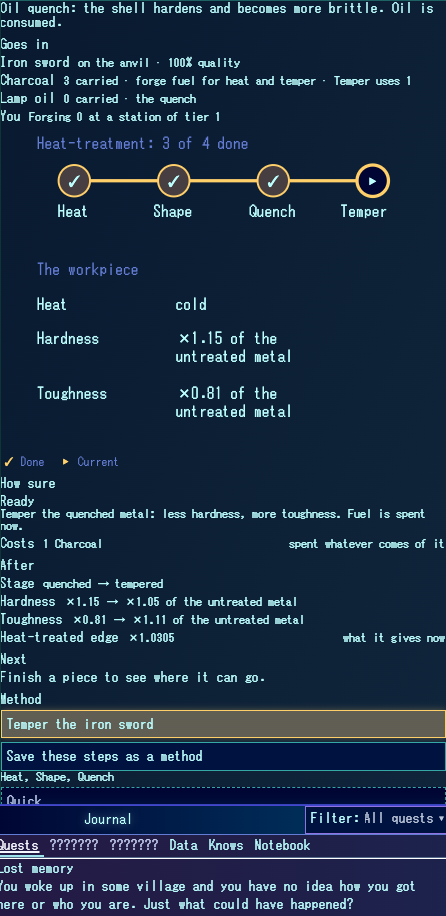 Oil quench: the shell hardens and becomes more brittle. Oil is
consumed.
Goes in
Iron sword on the anvil · 100% quality
Charcoal 3 carried · forge fuel for heat and temper · Temper uses 1
Lamp oil 0 carried · the quench
You Forging 0 at a station of tier 1
Heat-treatment: 3 of 4 done
Heat Shape Quench Temper
The workpiece
Heat cold
Hardness ×1.15 of the
untreated metal
Toughness ×0.81 of the
untreated metal
✓ Done ▸ Current
How sure
Ready
Temper the quenched metal: less hardness, more toughness. Fuel is spent
now.
Costs 1 Charcoal spent whatever comes of it
After
Stage quenched → tempered
Hardness ×1.15 → ×1.05 of the untreated metal
Toughness ×0.81 → ×1.11 of the untreated metal
Heat-treated edge ×1.0305 what it gives now
Next
Finish a piece to see where it can go.
Method
Temper the iron sword
Save these steps as a method
Heat, Shape, Quench
Quick
Journal Filter: All quests ▾
Quests ??????? ??????? Data Knows Notebook
Lost memory
You woke up in some village and you have no idea how you got
here or who you are. Just what could have happened?